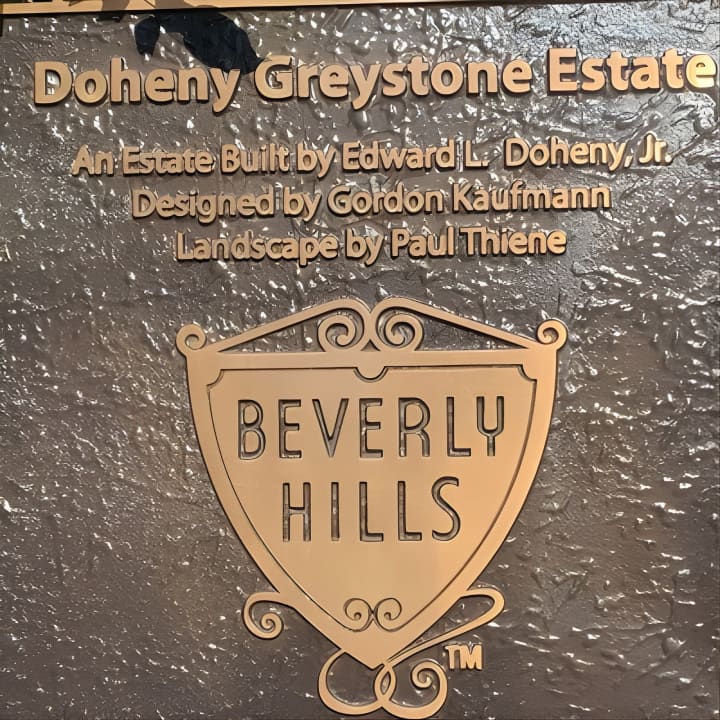 Doheny Greystone Estate
An Estate Built by Edward L. Doheny, Jr.
Designed by Gordon Kaufmann
Landscape by Paul Thiene
BEVERLY
HILLS
TM